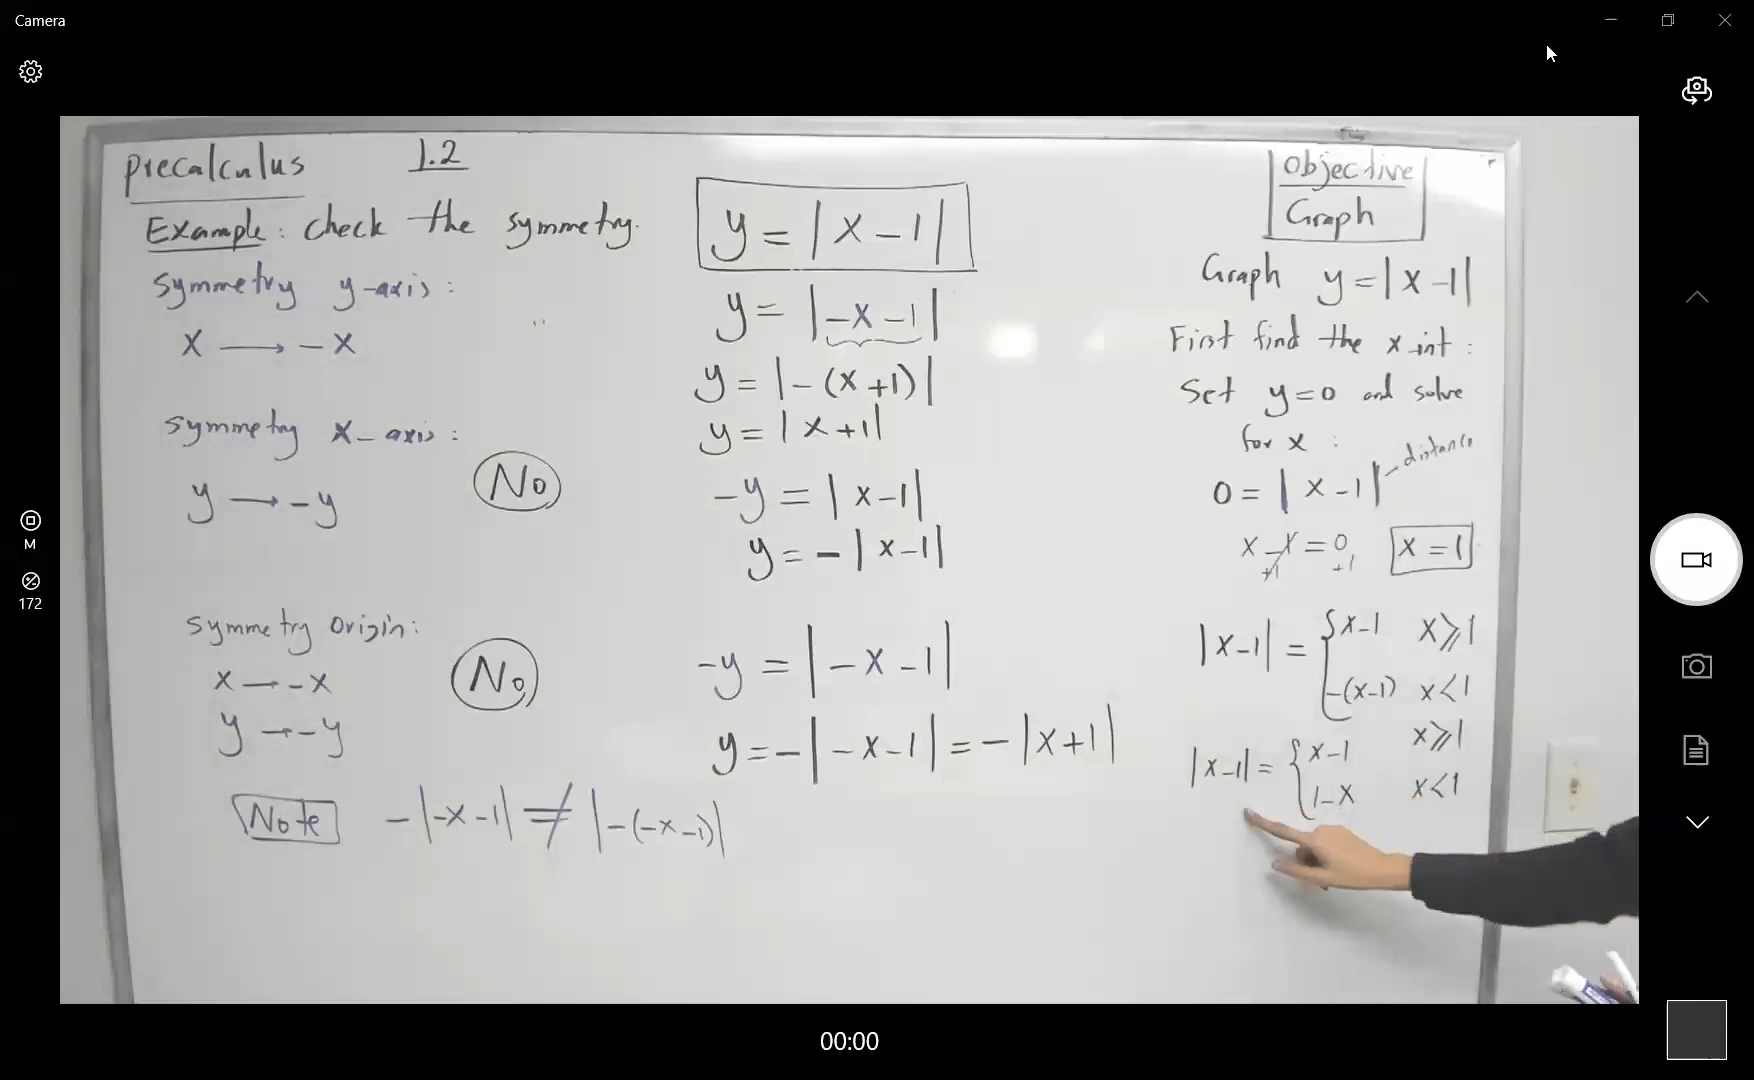 Camera
precalculus 1.2
Example: check the symmetry.
y = |x-1|
symmetry y-axis:
x → -x
y = |-x-1|
y = |-(x+1)|
y = |x+1|
symmetry x-axis:
y → -y
No
-y = |x-1|
y = -|x-1|
symmetry origin:
x → -x
y → -y
No
-y = |-x-1|
y = -|-x-1| = -|x+1|
Note -|-x-1| ≠ |-(-x-1)|
Objective
Graph
Graph y = |x-1|
First find the x-int:
Set y=0 and solve
for x :
distance
0 = |x-1|
x-1=0, x=1
+1 +1
|x-1| = { x-1 x⩾1
-(x-1) x<1
|x-1| = { x-1 x⩾1
1-x x<1
M
172
00:00